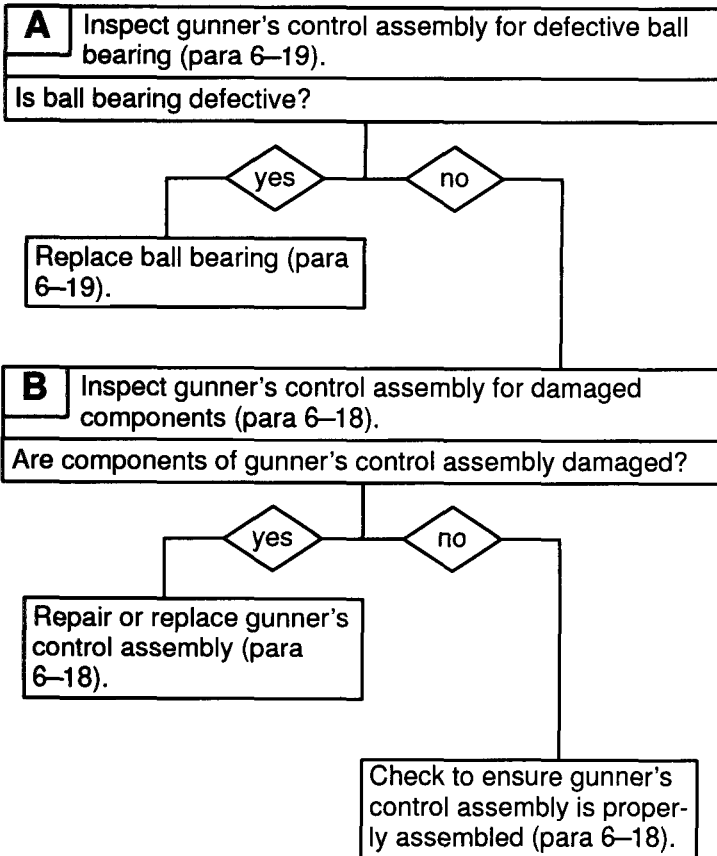 A Inspect gunner's control assembly for defective ball
bearing (para 6–19).
Is ball bearing defective?
yes no
Replace ball bearing (para
6–19).
B Inspect gunner's control assembly for damaged
components (para 6–18).
Are components of gunner's control assembly damaged?
yes no
Repair or replace gunner's
control assembly (para
6–18).
Check to ensure gunner's
control assembly is proper-
ly assembled (para 6–18).